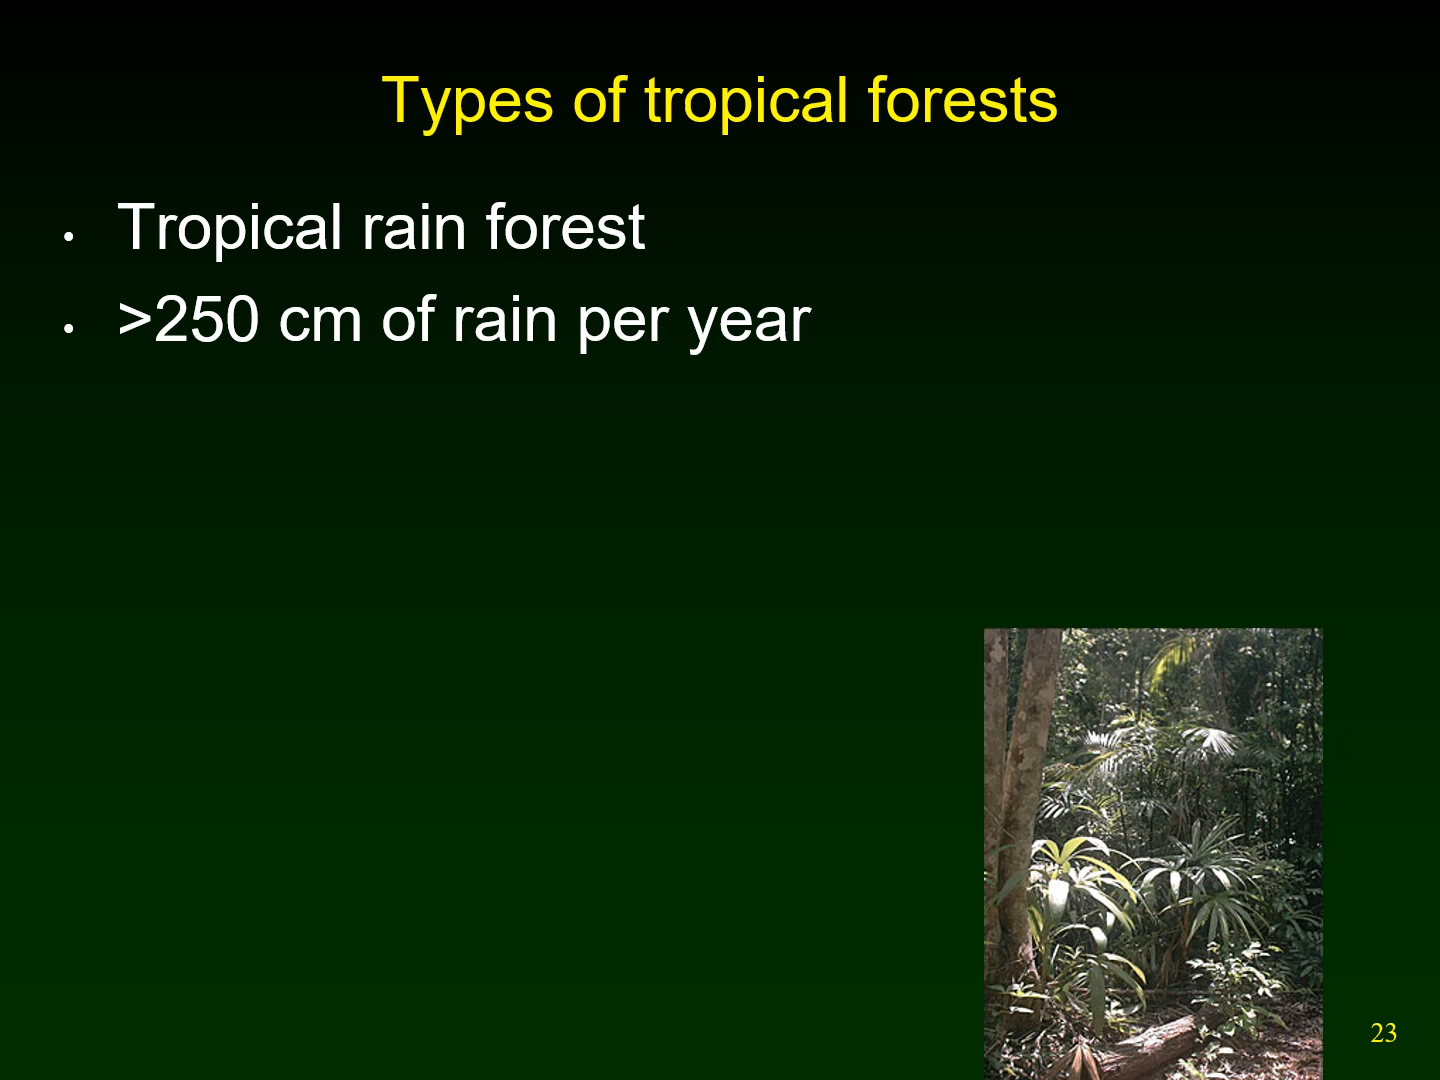 Types of tropical forests
• Tropical rain forest
• >250 cm of rain per year
23